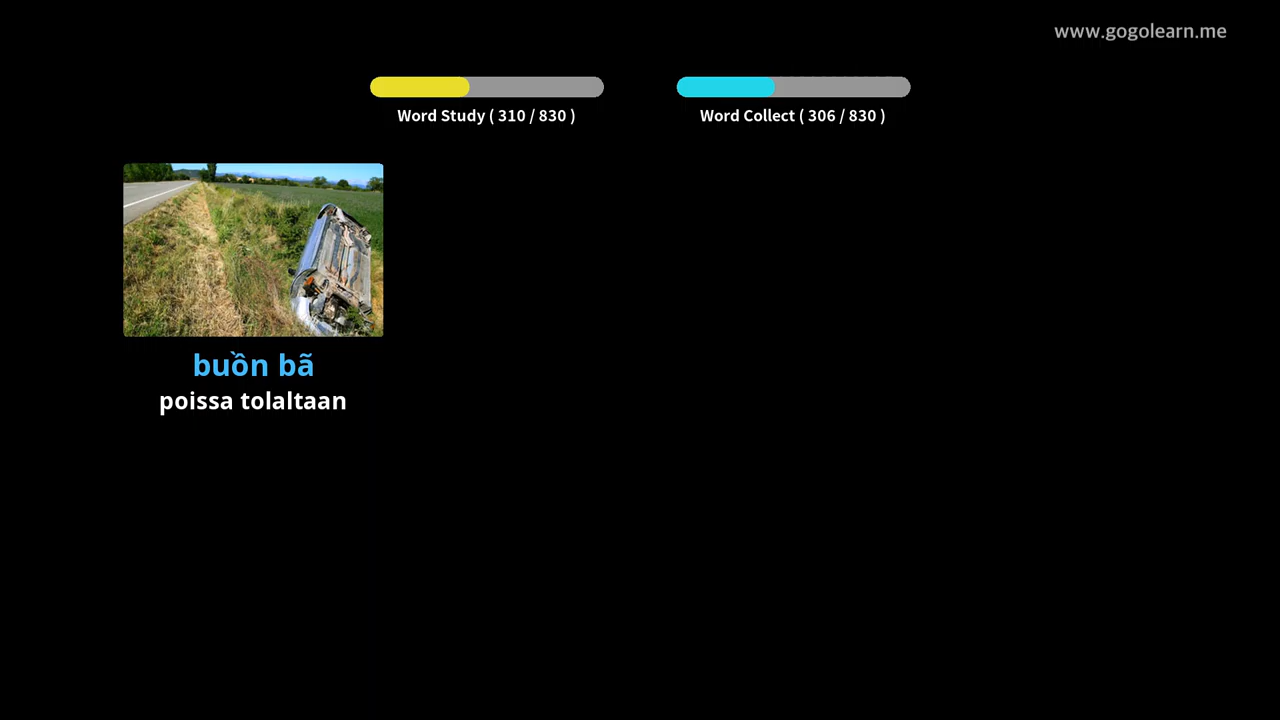 www.gogolearn.me
Word Study ( 310 / 830 )
Word Collect ( 306 / 830 )
buồn bã
poissa tolaltaan